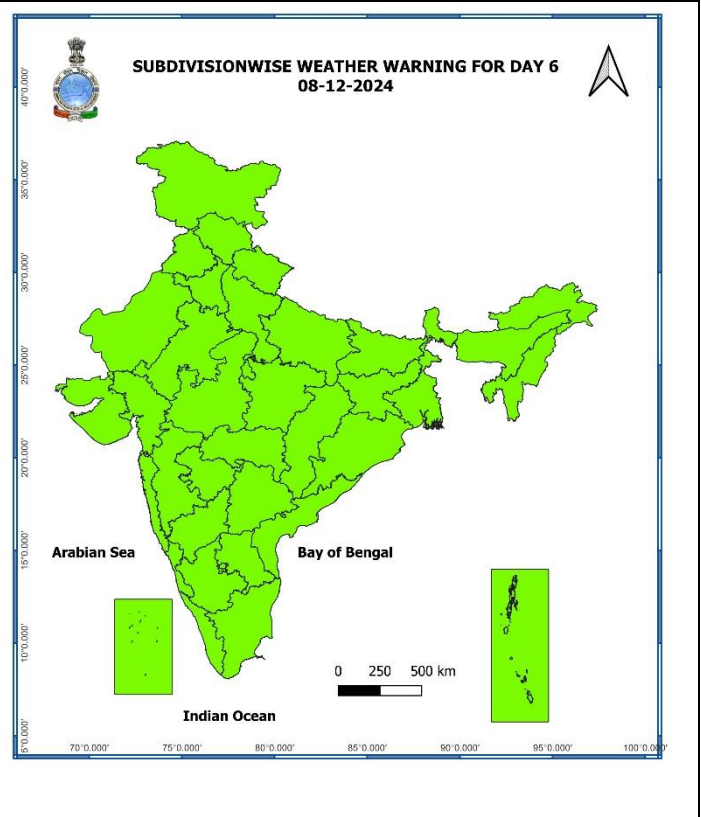 SUBDIVISIONWISE WEATHER WARNING FOR DAY 6
08-12-2024
40°0.000'
35°0.000'
30°0.000'
25°0.000'
20°0.000'
15°0.000'
10°0.000'
5°0.000'
Arabian Sea
Bay of Bengal
0 250 500 km
Indian Ocean
70°0.000' 75°0.000' 80°0.000' 85°0.000' 90°0.000' 95°0.000' 100°0.000'